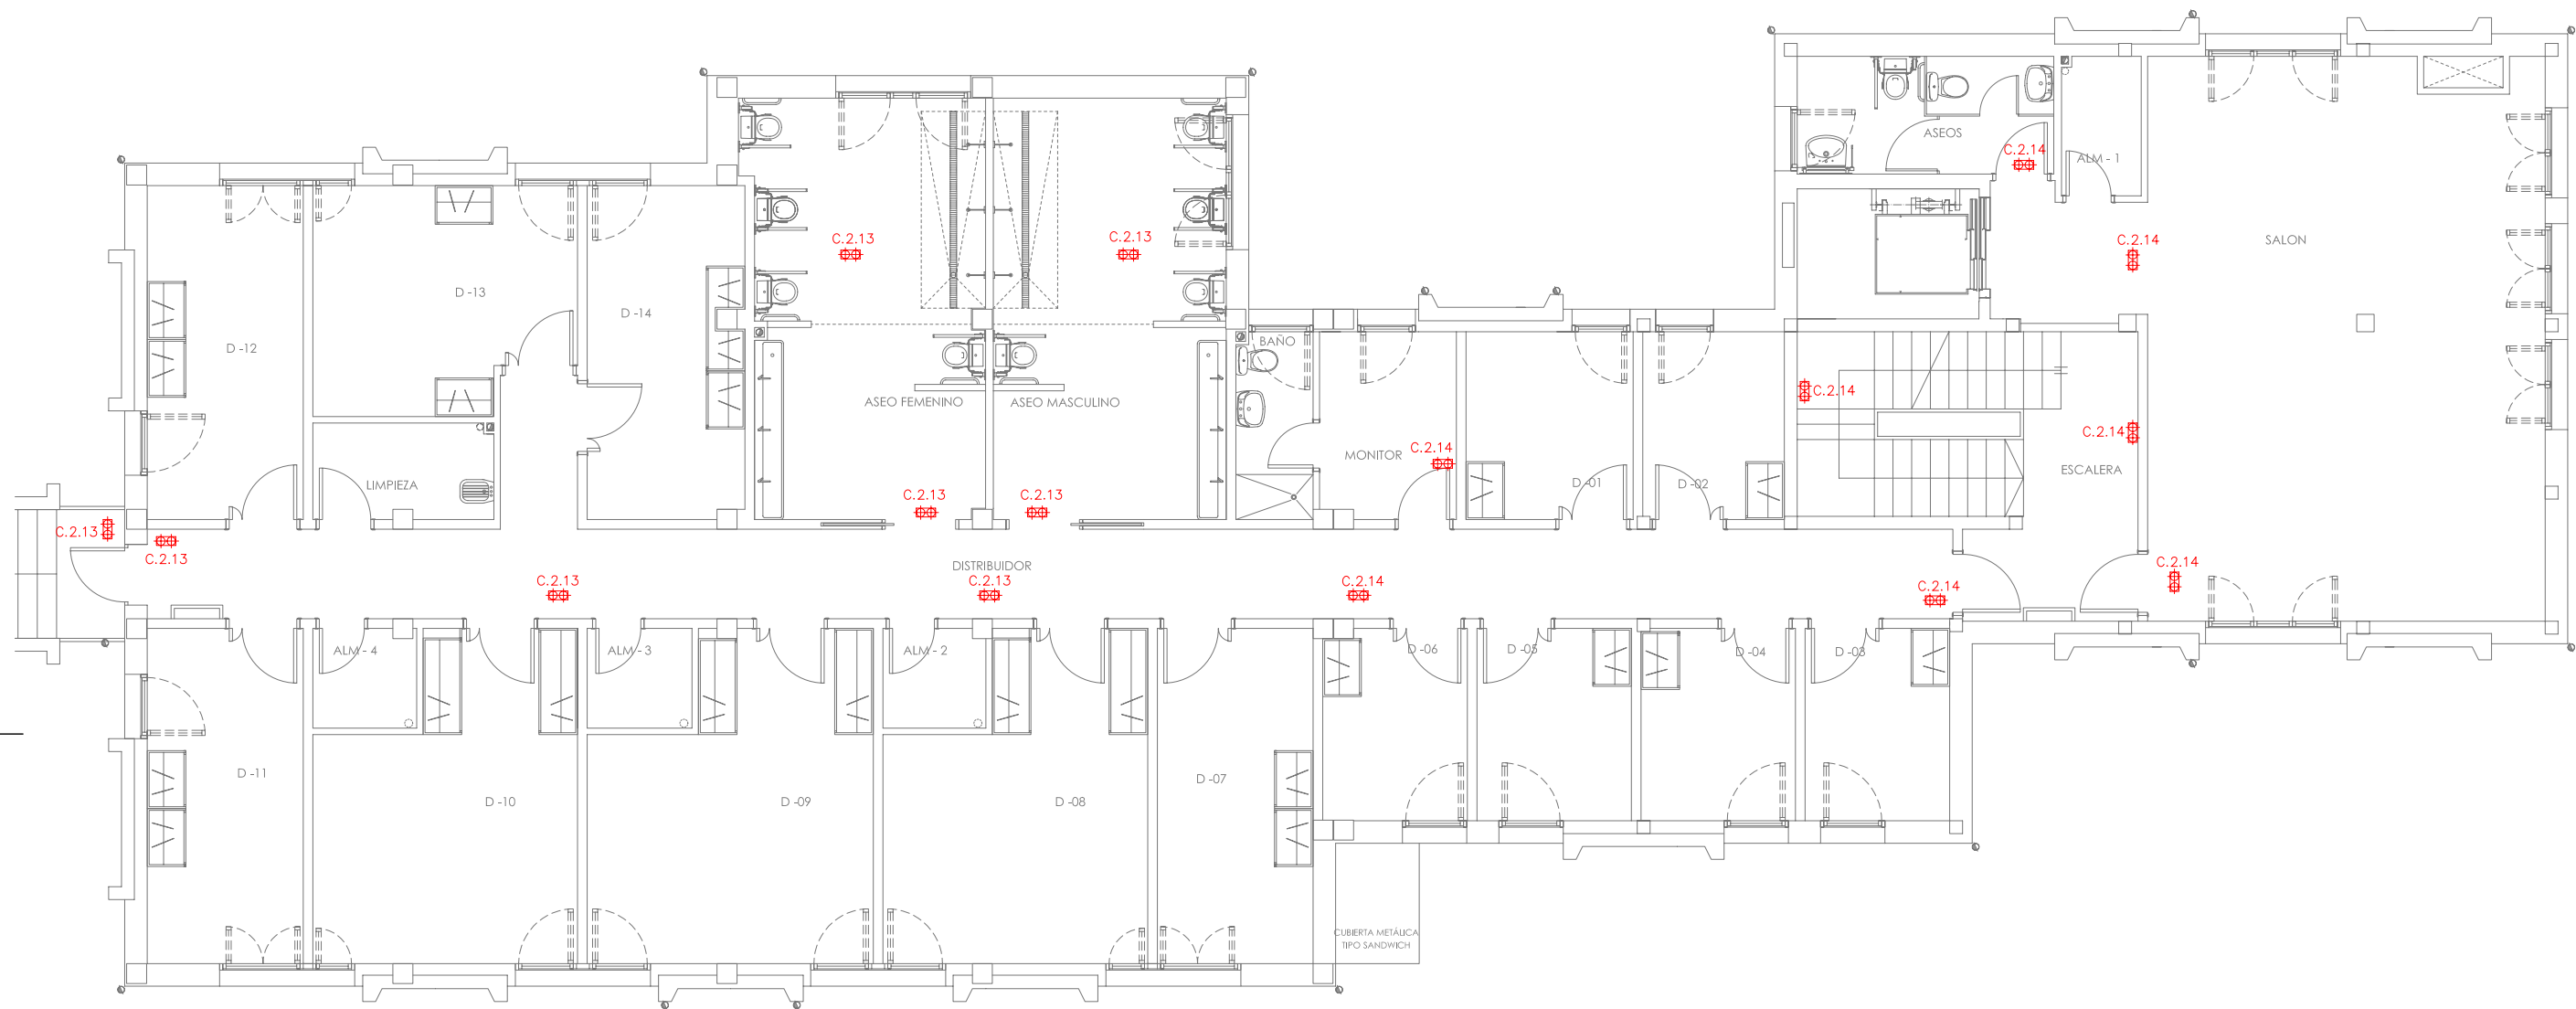 ASEOS
C.2.14
ALM - 1
C.2.13
C.2.13
C.2.14
SALON
D -13
D -14
D -12
BAÑO
C.2.14
ASEO FEMENINO
ASEO MASCULINO
C.2.14
C.2.14
MONITOR
ESCALERA
LIMPIEZA
D -01
D -02
C.2.13
C.2.13
C.2.13
C.2.13
DISTRIBUIDOR
C.2.14
C.2.13
C.2.13
C.2.14
C.2.14
ALM - 4
ALM - 3
ALM - 2
D -06
D -05
D -04
D -03
D -11
D -07
D -10
D -09
D -08
CUBIERTA METÁLICA
TIPO SANDWICH